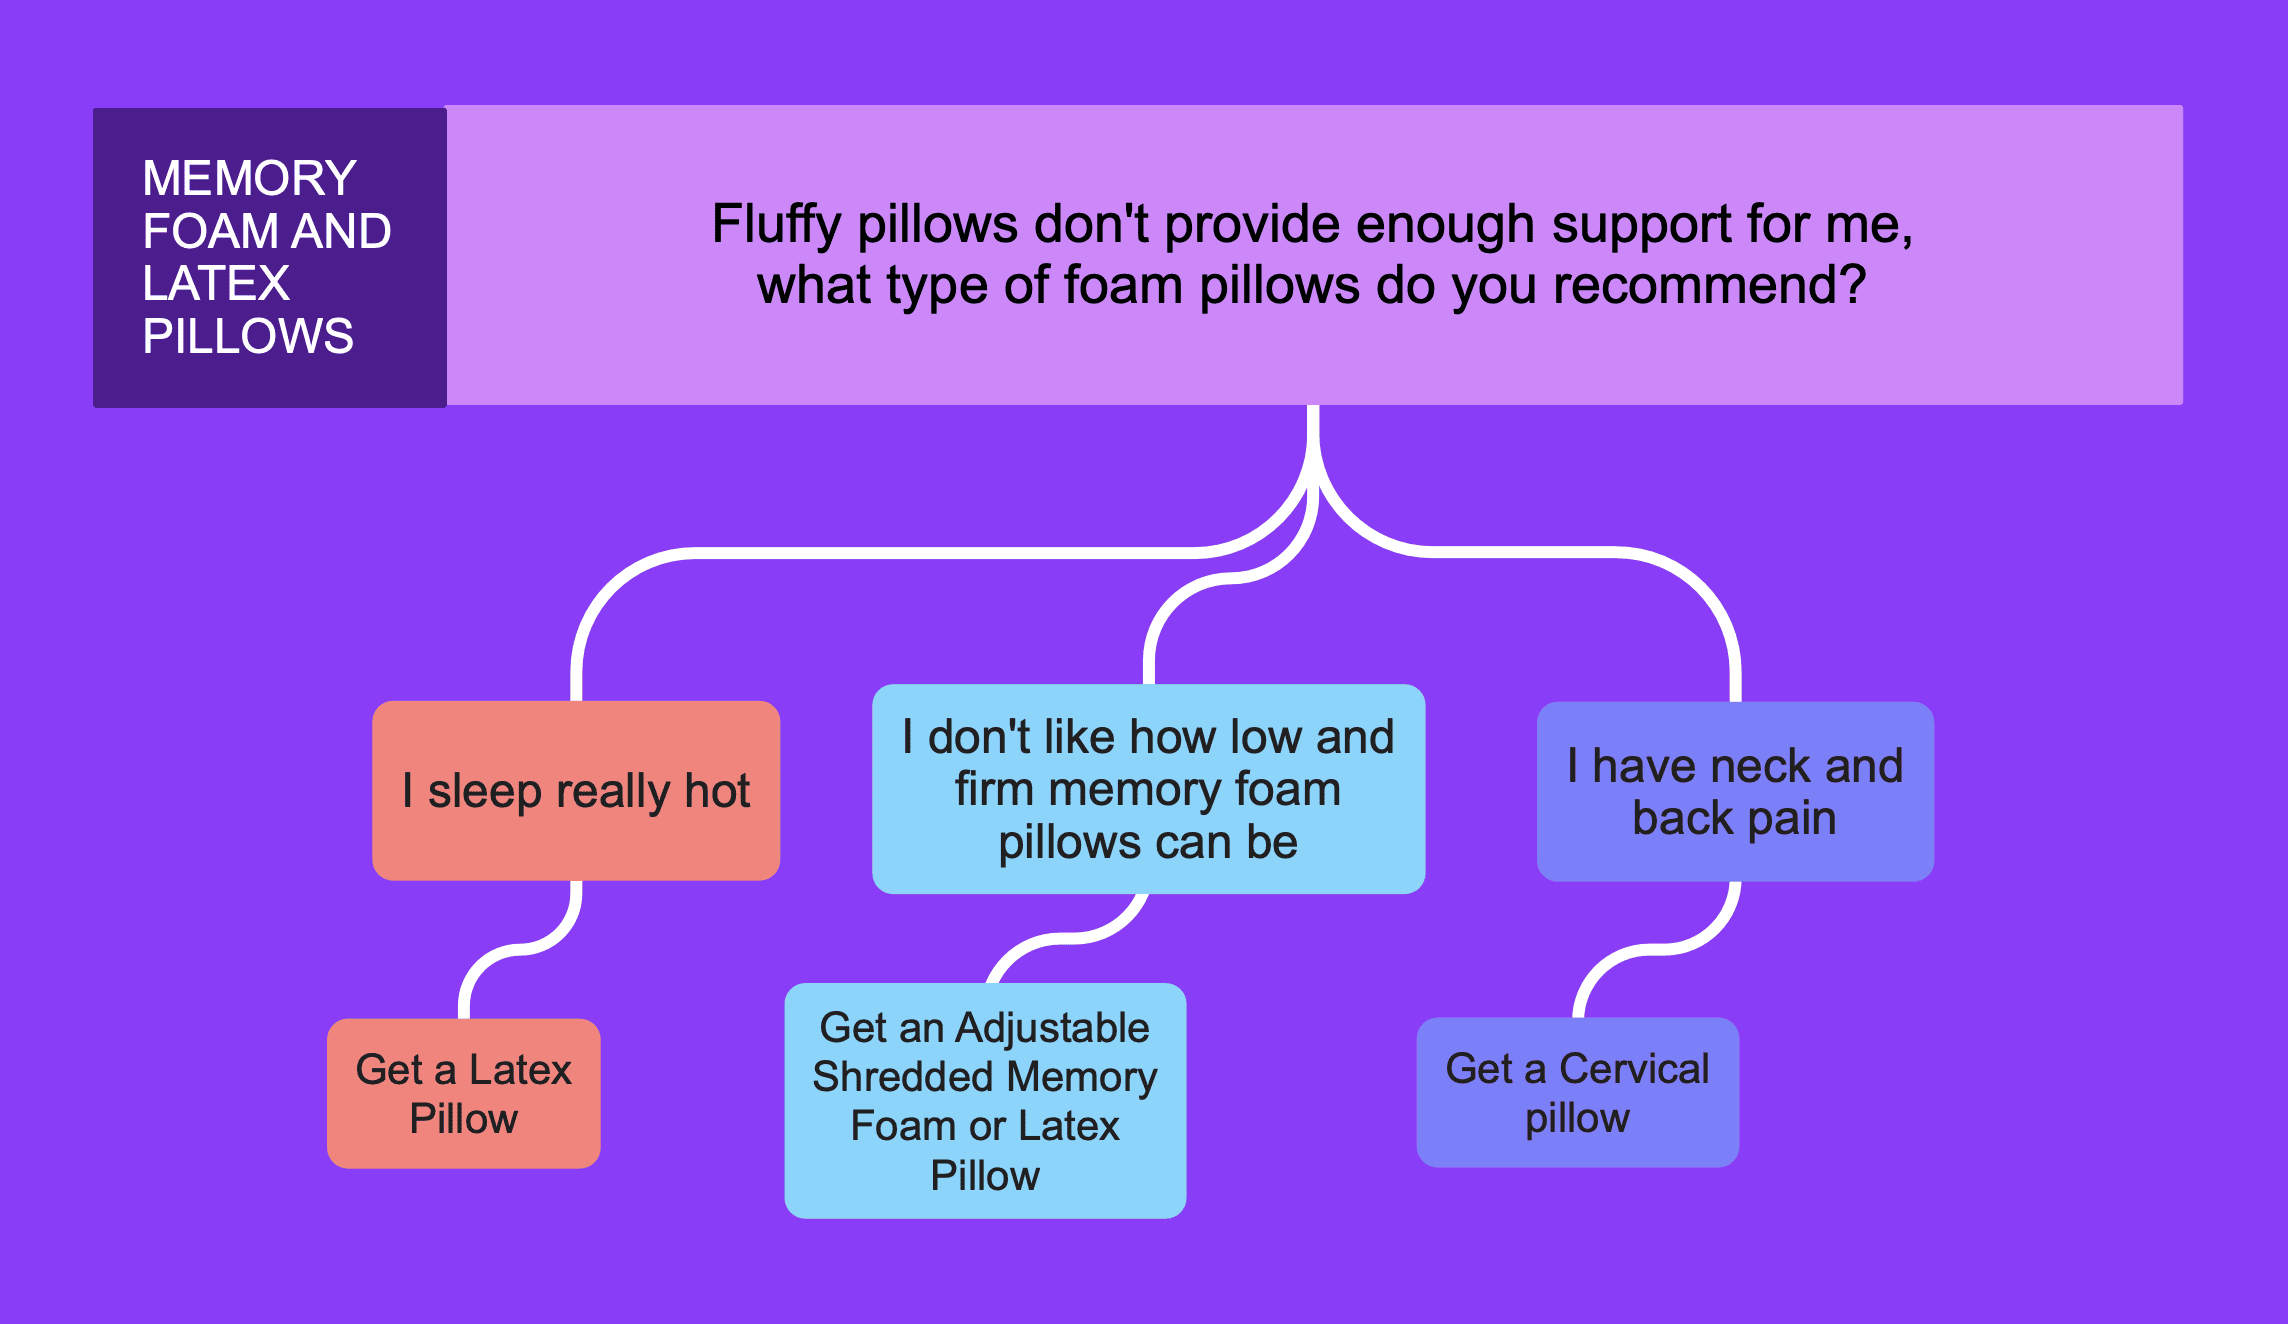 MEMORY
FOAM AND
LATEX
PILLOWS
Fluffy pillows don't provide enough support for me,
what type of foam pillows do you recommend?
I sleep really hot
I don't like how low and
firm memory foam
pillows can be
I have neck and
back pain
Get a Latex
Pillow
Get an Adjustable
Shredded Memory
Foam or Latex
Pillow
Get a Cervical
pillow